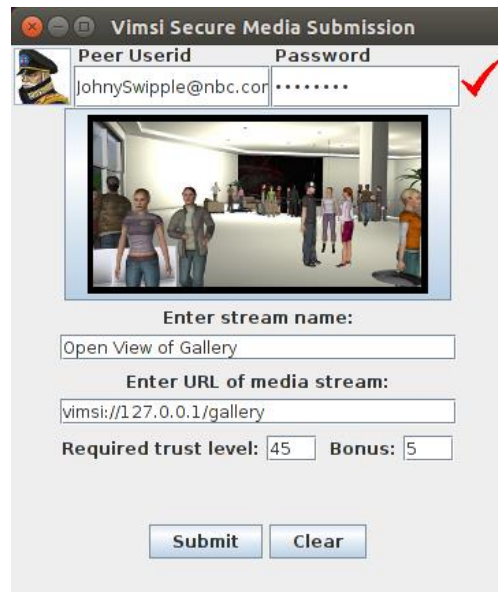 Vimsi Secure Media Submission
Peer Userid Password
JohnySwipple@nbc.con ••••••••
Enter stream name:
Open View of Gallery
Enter URL of media stream:
vimsi://127.0.0.1/gallery
Required trust level: 45 Bonus: 5
Submit Clear